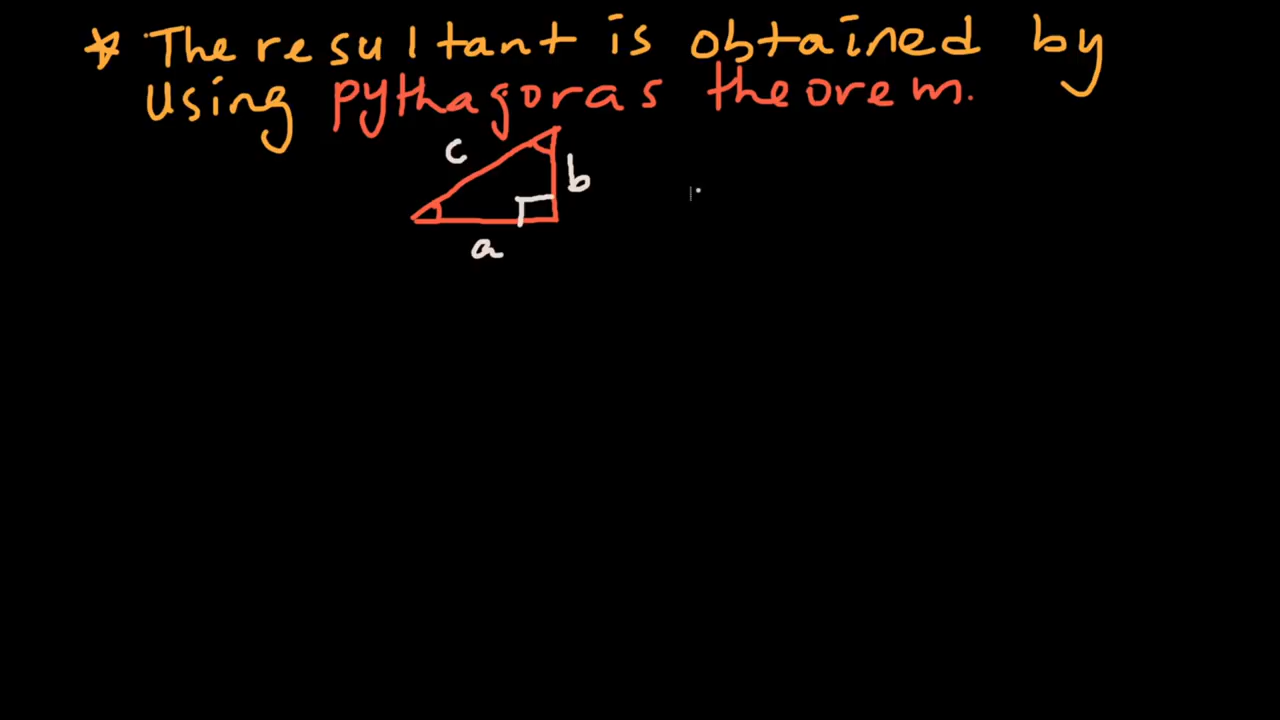 * The resultant is obtained by
using pythagoras theorem.
c
b
a